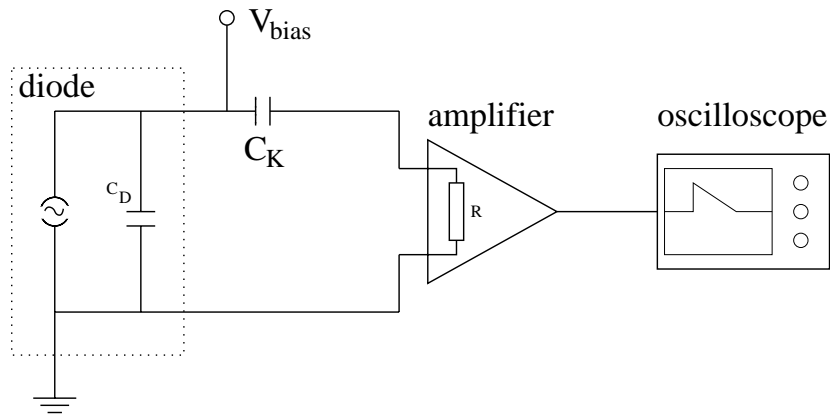 V_bias
diode
amplifier
oscilloscope
C_K
C_D
R